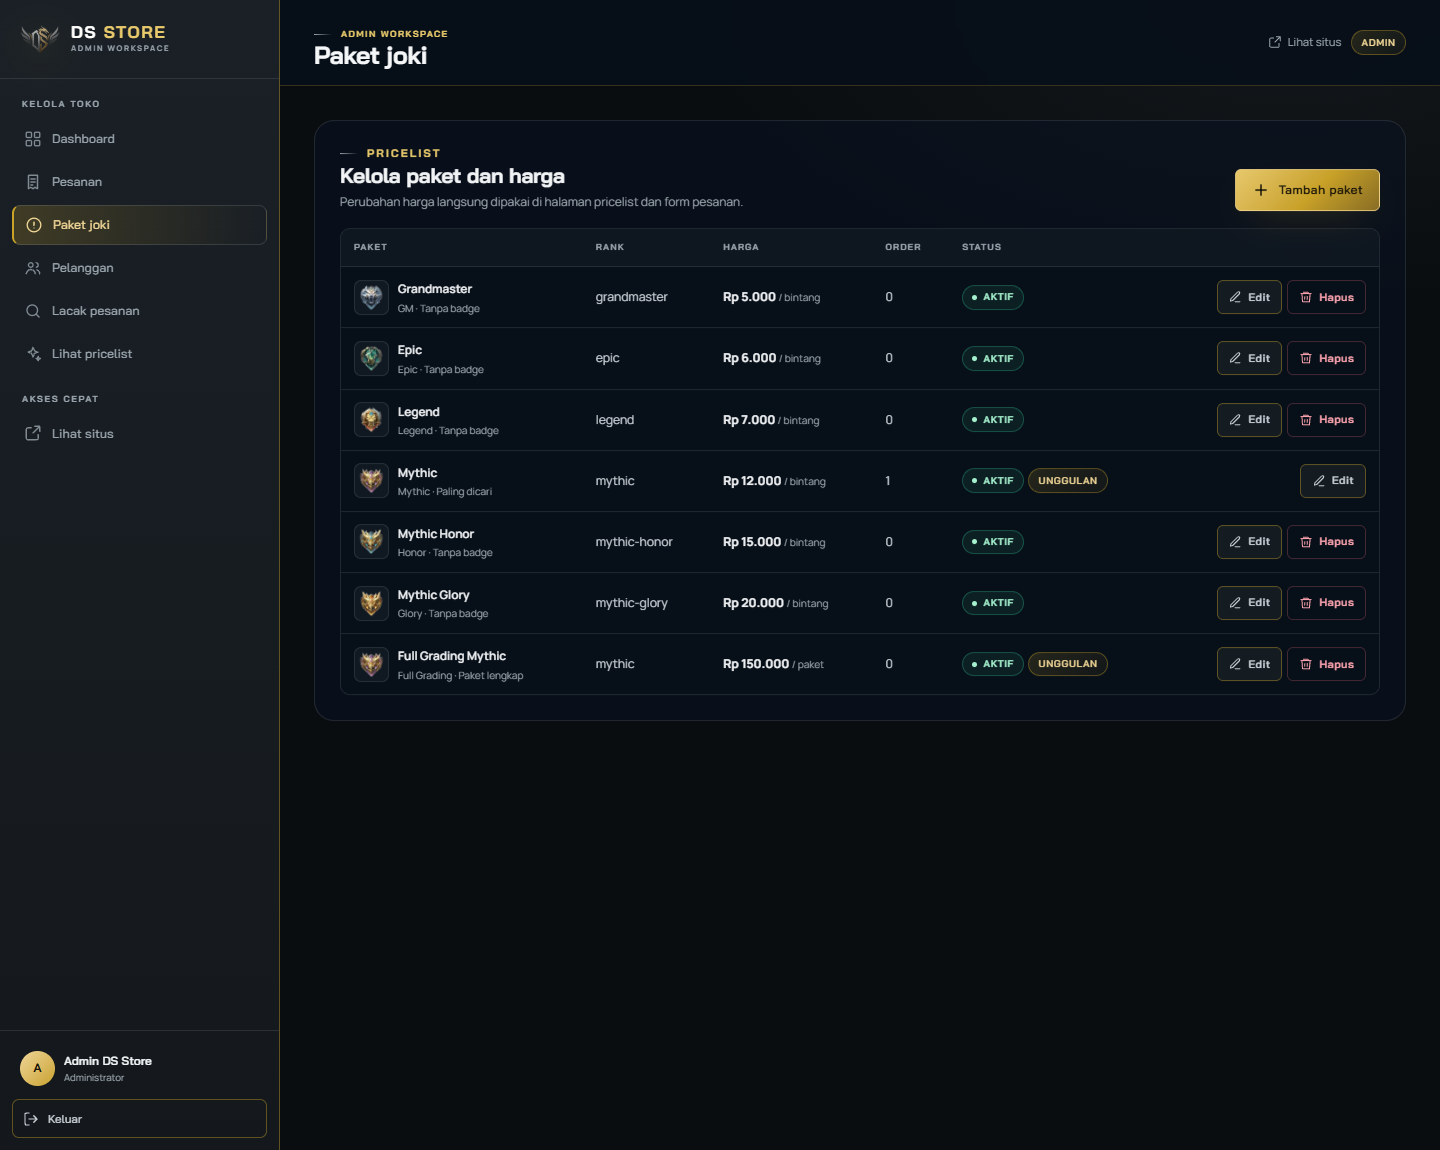 DS STORE
ADMIN WORKSPACE
KELOLA TOKO
Dashboard
Pesanan
Paket joki
Pelanggan
Lacak pesanan
Lihat pricelist
AKSES CEPAT
Lihat situs
A
Admin DS Store
Administrator
Keluar
ADMIN WORKSPACE
Paket joki
Lihat situs
ADMIN
PRICELIST
Kelola paket dan harga
Perubahan harga langsung dipakai di halaman pricelist dan form pesanan.
Tambah paket
PAKET RANK HARGA ORDER STATUS
Grandmaster
GM · Tanpa badge
grandmaster Rp 5.000 / bintang 0 AKTIF Edit Hapus
Epic
Epic · Tanpa badge
epic Rp 6.000 / bintang 0 AKTIF Edit Hapus
Legend
Legend · Tanpa badge
legend Rp 7.000 / bintang 0 AKTIF Edit Hapus
Mythic
Mythic · Paling dicari
mythic Rp 12.000 / bintang 1 AKTIF UNGGULAN Edit
Mythic Honor
Honor · Tanpa badge
mythic-honor Rp 15.000 / bintang 0 AKTIF Edit Hapus
Mythic Glory
Glory · Tanpa badge
mythic-glory Rp 20.000 / bintang 0 AKTIF Edit Hapus
Full Grading Mythic
Full Grading · Paket lengkap
mythic Rp 150.000 / paket 0 AKTIF UNGGULAN Edit Hapus